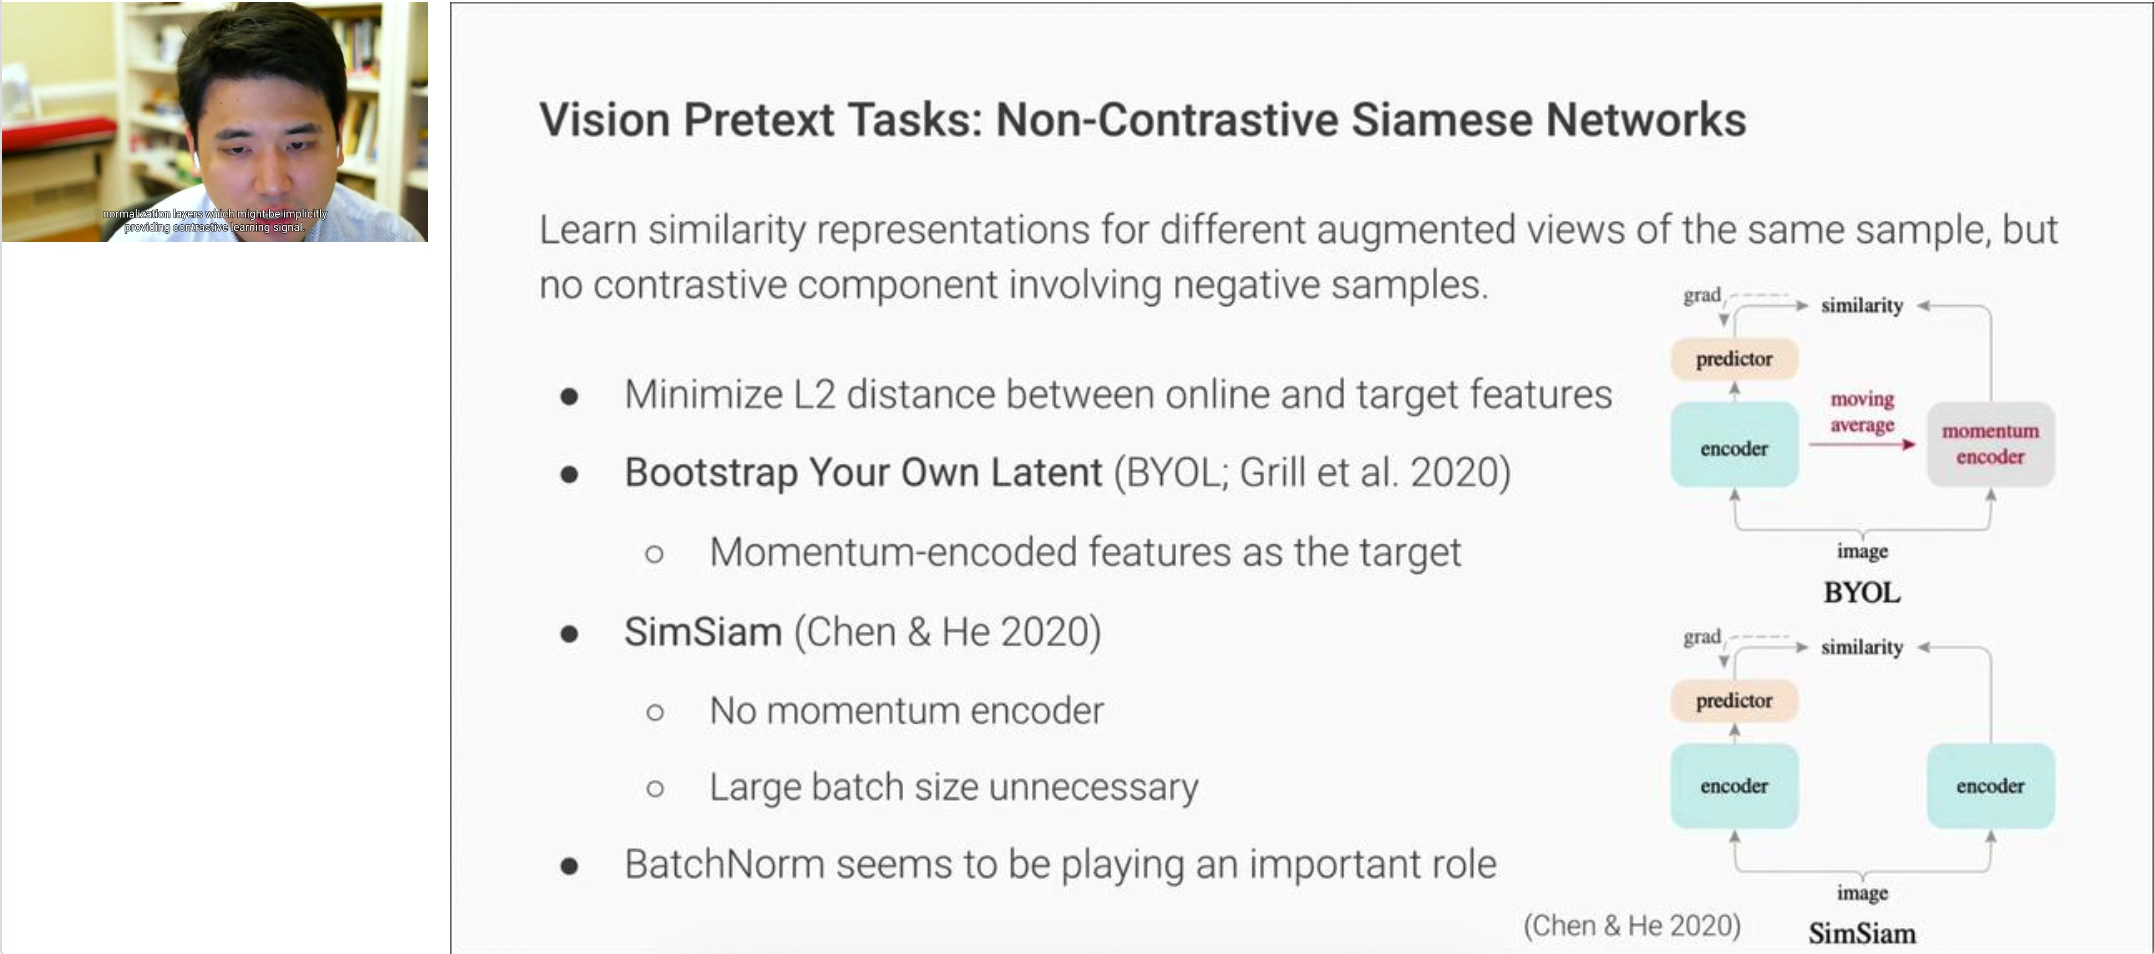 normalization layers which might be implicitly
providing contrastive learning signal.
Vision Pretext Tasks: Non-Contrastive Siamese Networks
Learn similarity representations for different augmented views of the same sample, but
no contrastive component involving negative samples.
● Minimize L2 distance between online and target features
● Bootstrap Your Own Latent (BYOL; Grill et al. 2020)
○ Momentum-encoded features as the target
● SimSiam (Chen & He 2020)
○ No momentum encoder
○ Large batch size unnecessary
● BatchNorm seems to be playing an important role
(Chen & He 2020)
grad
similarity
predictor
encoder
moving
average
momentum
encoder
image
BYOL
grad
similarity
predictor
encoder
encoder
image
SimSiam